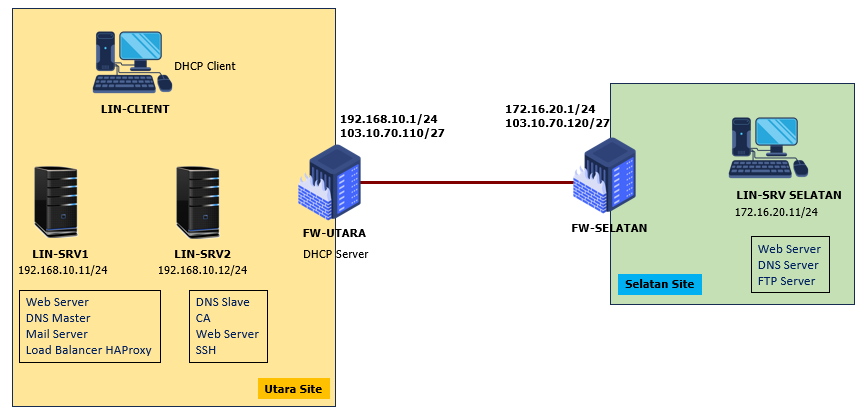 DHCP Client
LIN-CLIENT
192.168.10.1/24
103.10.70.110/27
172.16.20.1/24
103.10.70.120/27
LIN-SRV SELATAN
172.16.20.11/24
FW-UTARA
DHCP Server
FW-SELATAN
LIN-SRV1
192.168.10.11/24
LIN-SRV2
192.168.10.12/24
Web Server
DNS Server
FTP Server
Selatan Site
Web Server
DNS Master
Mail Server
Load Balancer HAProxy
DNS Slave
CA
Web Server
SSH
Utara Site